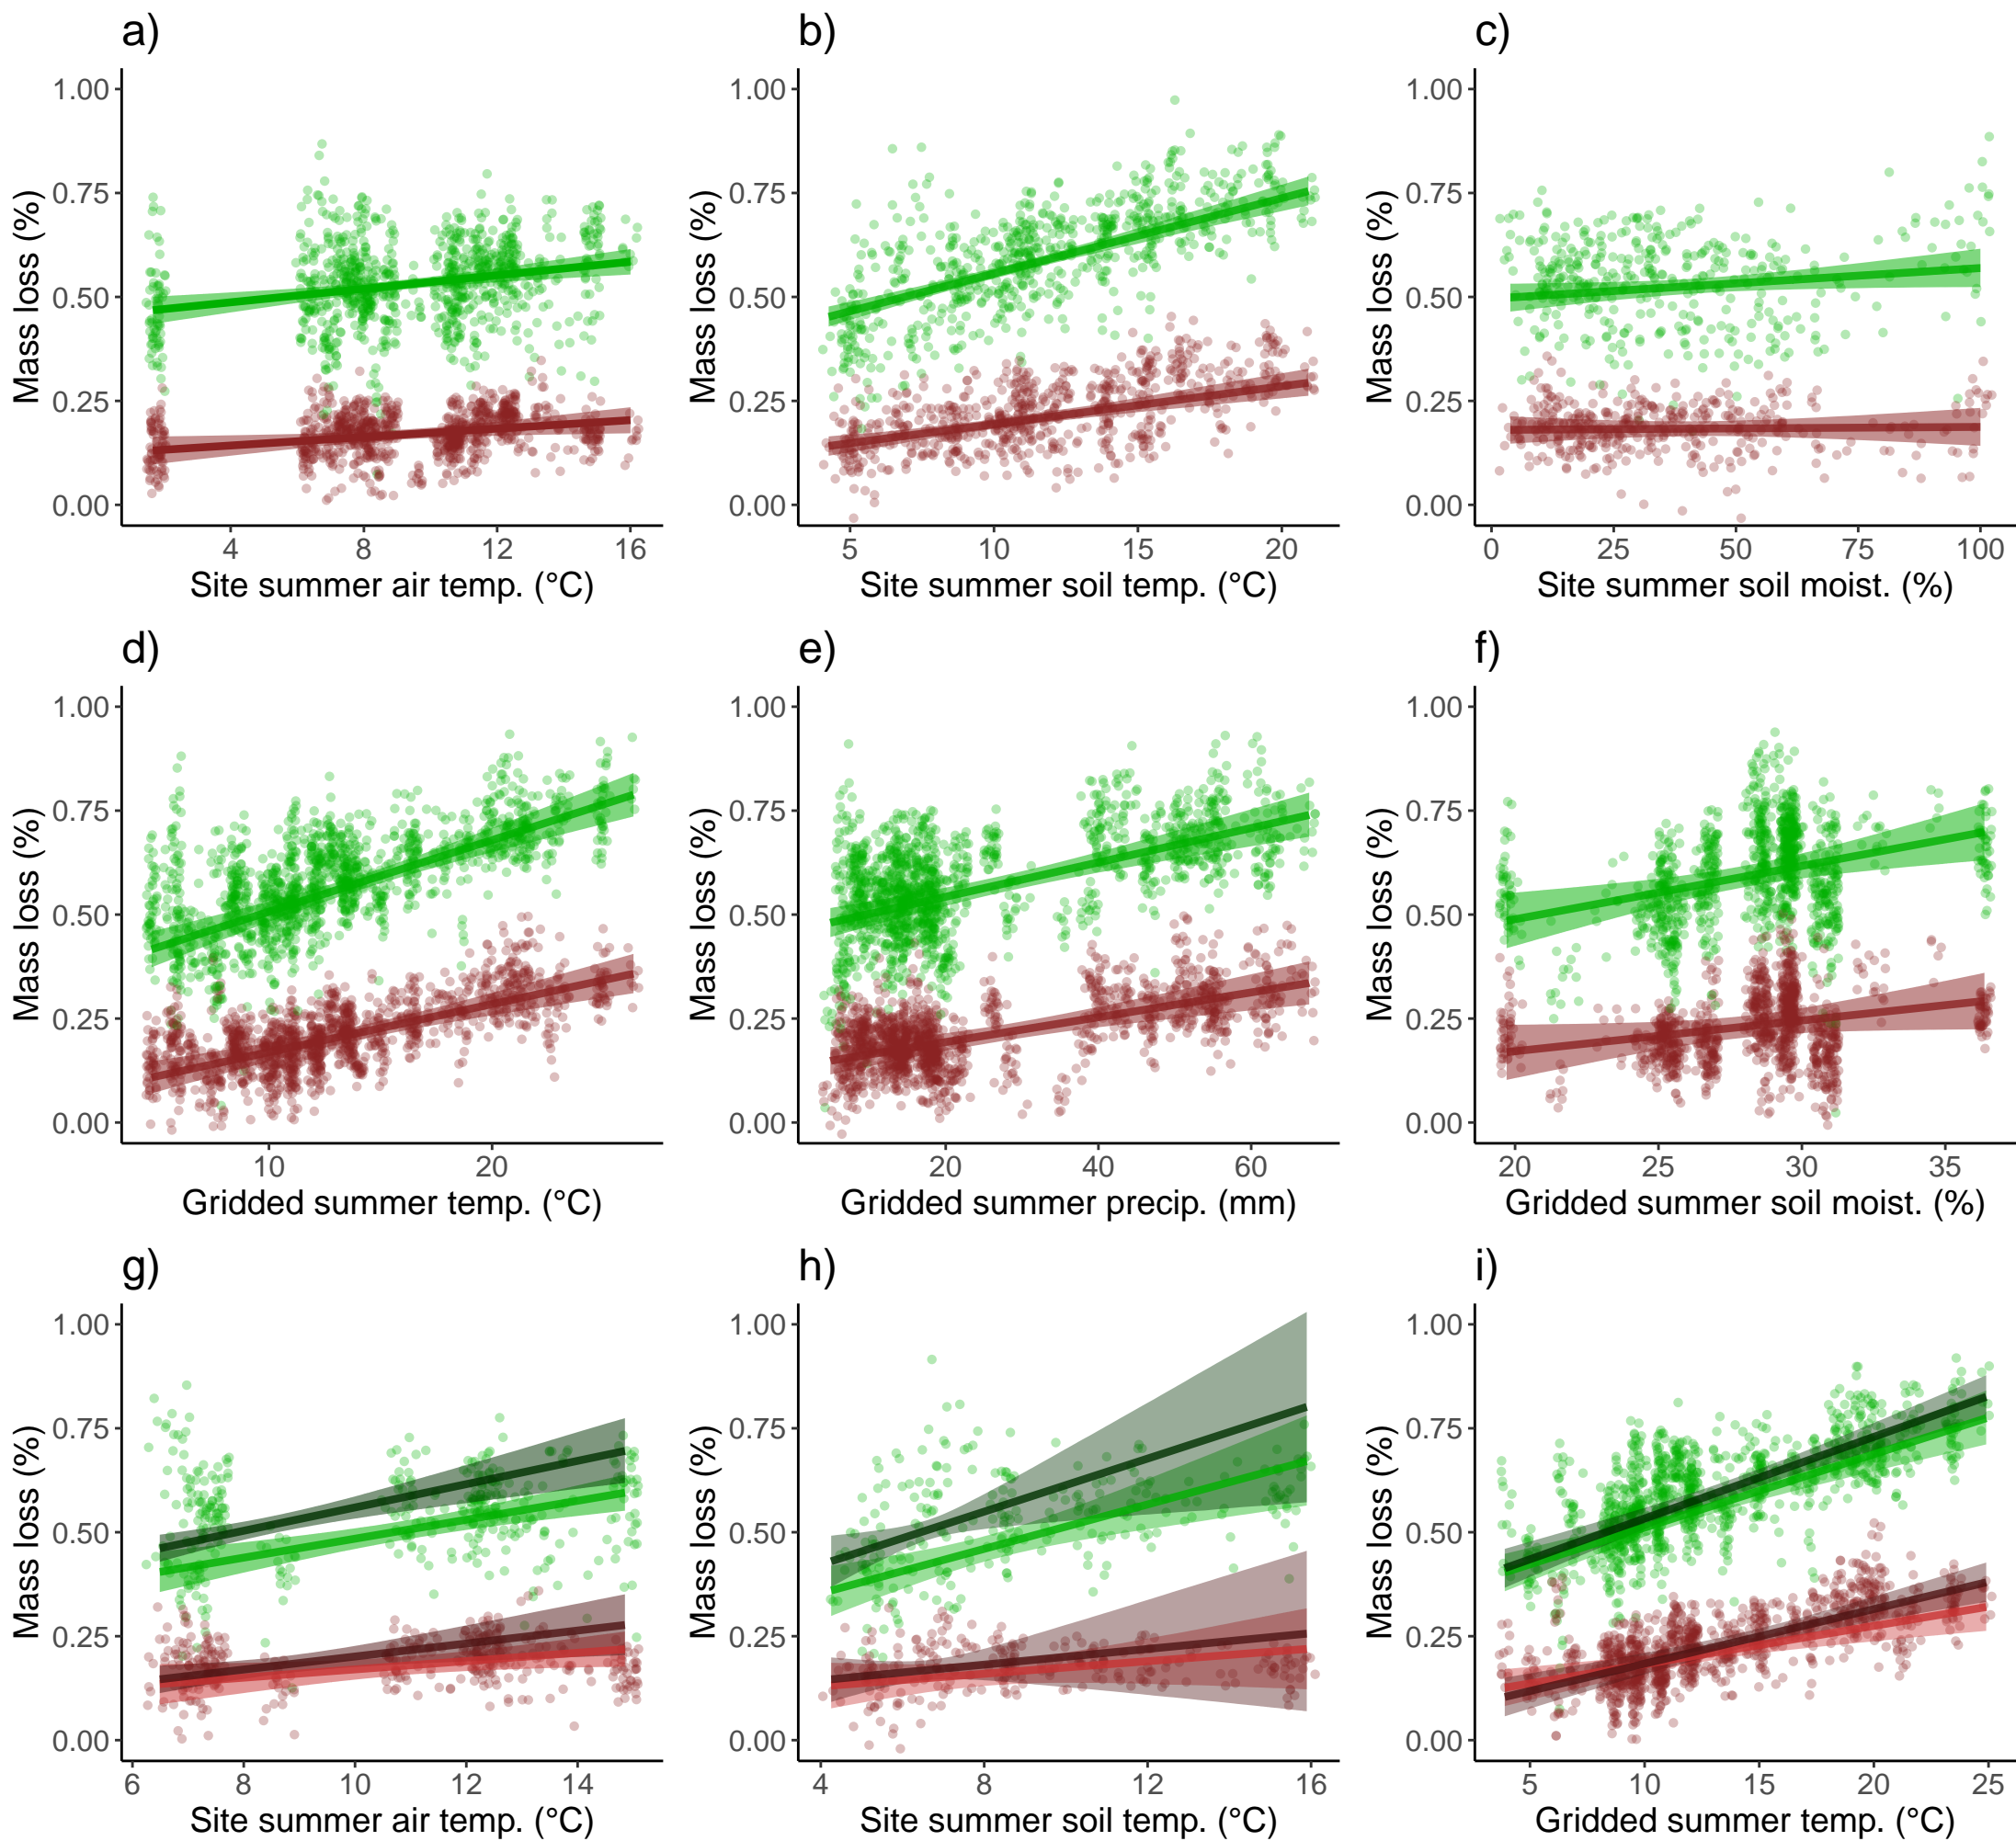 a)
1.00
0.75
0.50
0.25
0.00
Mass loss (%)
4 8 12 16
Site summer air temp. (°C)
b)
1.00
0.75
0.50
0.25
0.00
Mass loss (%)
5 10 15 20
Site summer soil temp. (°C)
c)
1.00
0.75
0.50
0.25
0.00
Mass loss (%)
0 25 50 75 100
Site summer soil moist. (%)
d)
1.00
0.75
0.50
0.25
0.00
Mass loss (%)
10 20
Gridded summer temp. (°C)
e)
1.00
0.75
0.50
0.25
0.00
Mass loss (%)
20 40 60
Gridded summer precip. (mm)
f)
1.00
0.75
0.50
0.25
0.00
Mass loss (%)
20 25 30 35
Gridded summer soil moist. (%)
g)
1.00
0.75
0.50
0.25
0.00
Mass loss (%)
6 8 10 12 14
Site summer air temp. (°C)
h)
1.00
0.75
0.50
0.25
0.00
Mass loss (%)
4 8 12 16
Site summer soil temp. (°C)
i)
1.00
0.75
0.50
0.25
0.00
Mass loss (%)
5 10 15 20 25
Gridded summer temp. (°C)